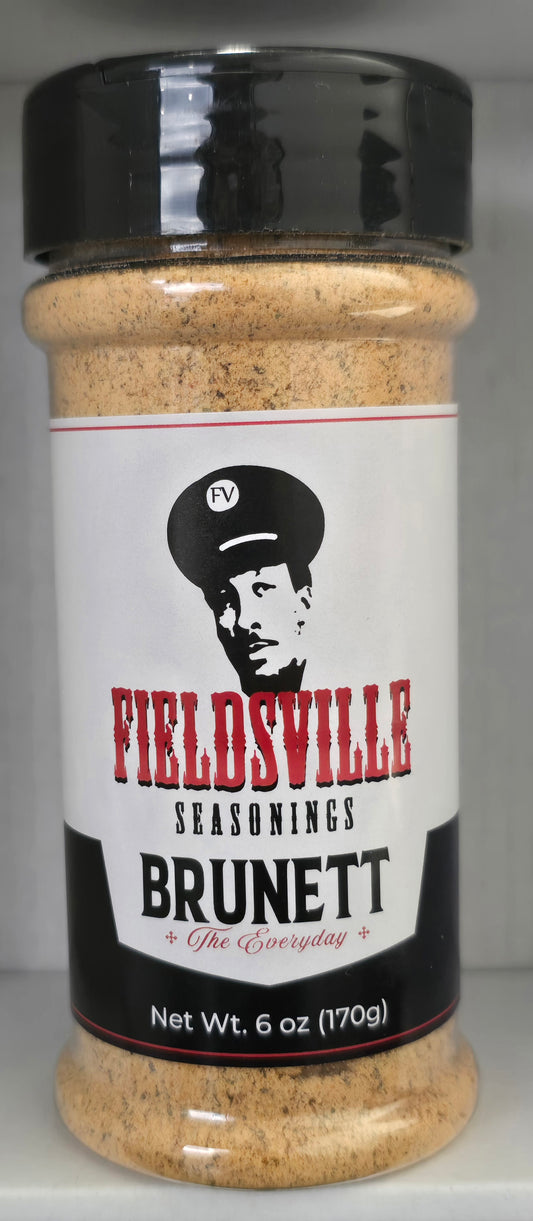 FV
FIELDSVILLE
SEASONINGS
BRUNETT
The Everyday
Net Wt. 6 oz (170g)